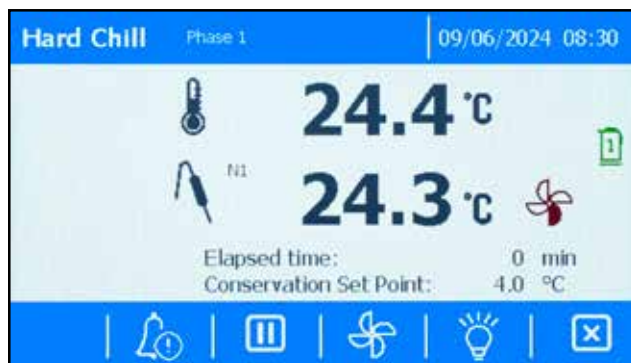 Hard Chill Phase 1 09/06/2024 08:30
24.4 °C
1
N1
24.3 °C
Elapsed time: 0 min
Conservation Set Point: 4.0 °C